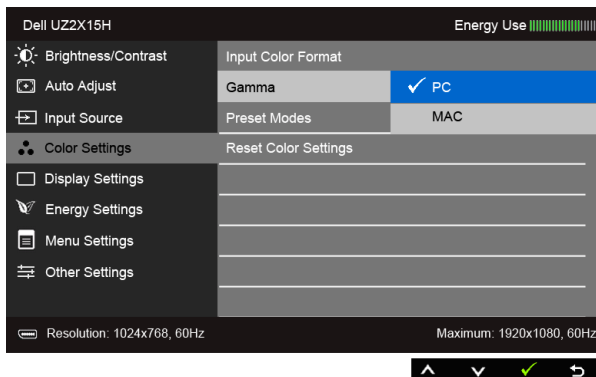 Dell UZ2X15H Energy Use
Brightness/Contrast Input Color Format
Auto Adjust Gamma PC
Input Source Preset Modes MAC
Color Settings Reset Color Settings
Display Settings
Energy Settings
Menu Settings
Other Settings
Resolution: 1024x768, 60Hz Maximum: 1920x1080, 60Hz